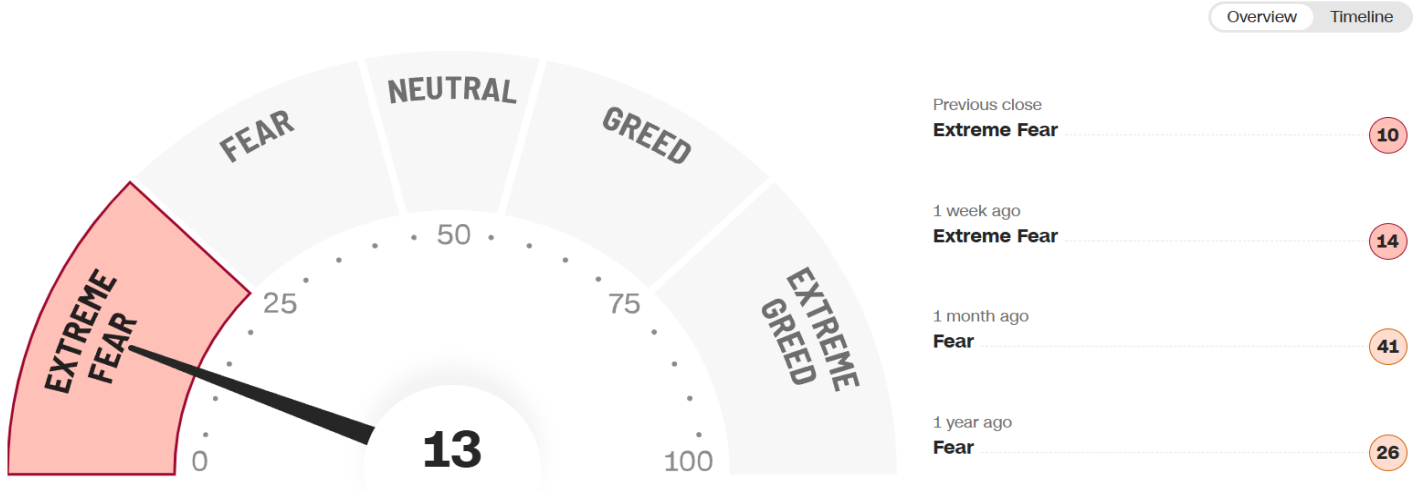 Overview Timeline
NEUTRAL
FEAR
GREED
EXTREME
FEAR
EXTREME
GREED
0
25
50
75
100
13
Previous close
Extreme Fear 10
1 week ago
Extreme Fear 14
1 month ago
Fear 41
1 year ago
Fear 26